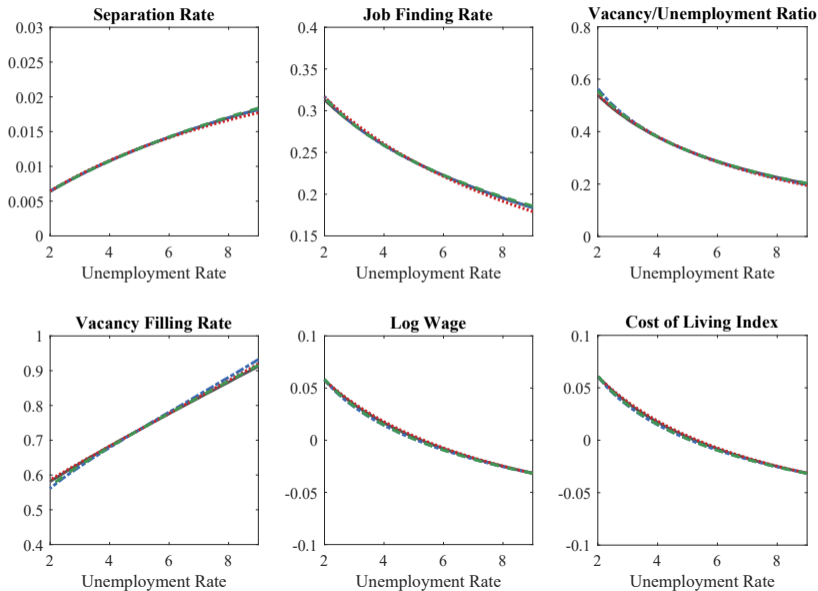 Separation Rate
0.03
0.025
0.02
0.015
0.01
0.005
0
2 4 6 8
Unemployment Rate
Job Finding Rate
0.4
0.35
0.3
0.25
0.2
0.15
2 4 6 8
Unemployment Rate
Vacancy/Unemployment Ratio
0.8
0.6
0.4
0.2
0
2 4 6 8
Unemployment Rate
Vacancy Filling Rate
1
0.9
0.8
0.7
0.6
0.5
0.4
2 4 6 8
Unemployment Rate
Log Wage
0.1
0.05
0
-0.05
-0.1
2 4 6 8
Unemployment Rate
Cost of Living Index
0.1
0.05
0
-0.05
-0.1
2 4 6 8
Unemployment Rate